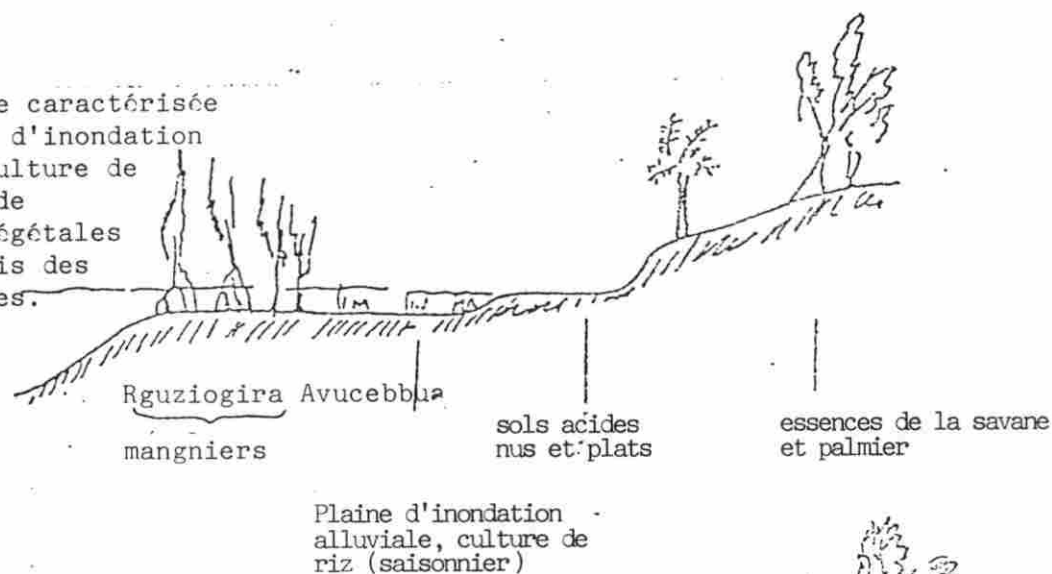 e caractérisée
d'inondation
ulture de
de
égétales
is des
es.
Rguziogira Avucebbua
mangniers
sols acides
nus et plats
essences de la savane
et palmier
Plaine d'inondation
alluviale, culture de
riz (saisonnier)